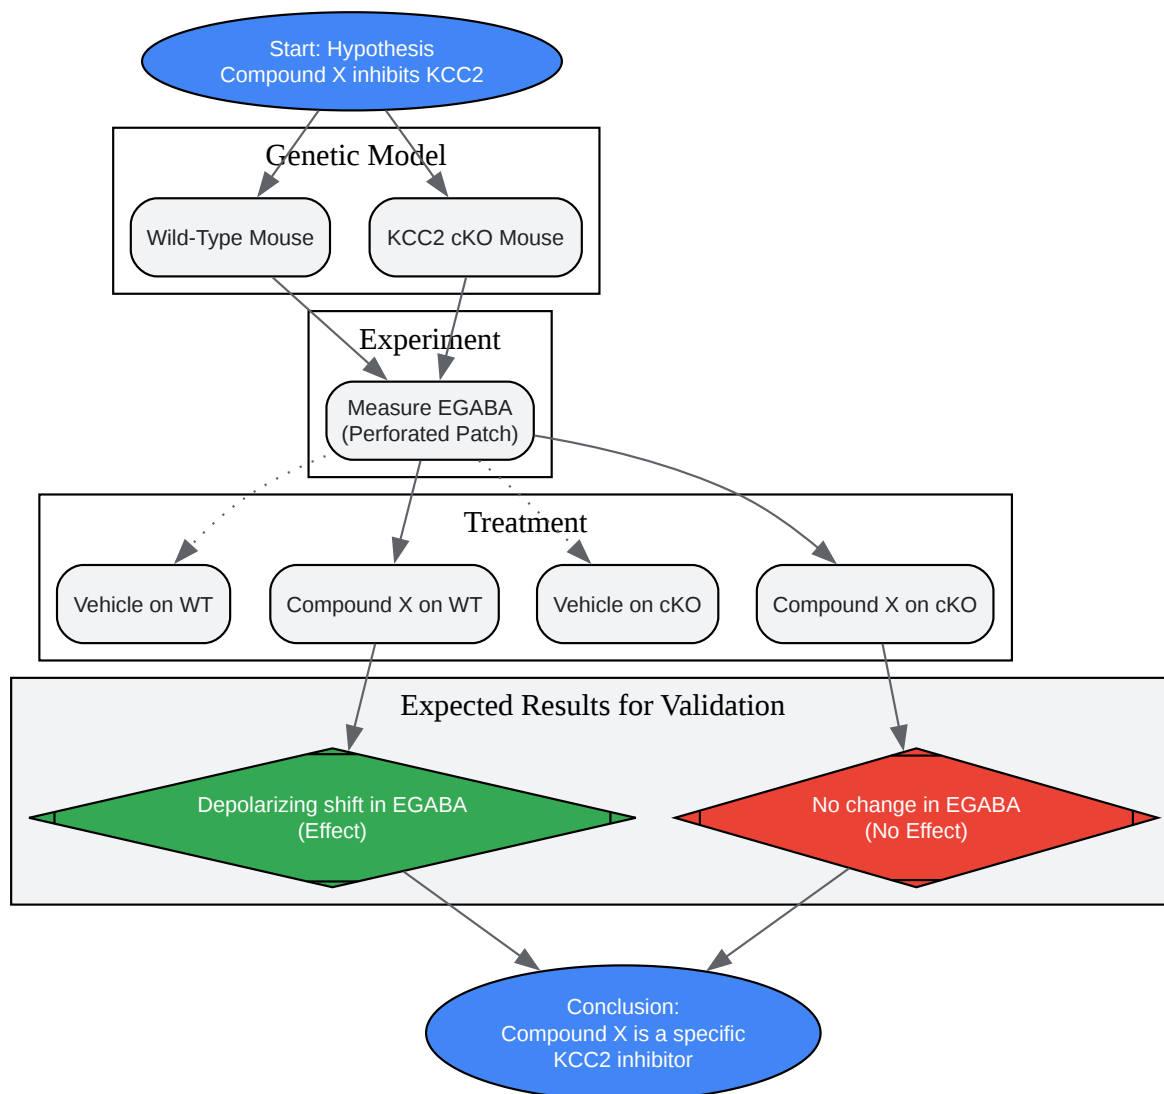 Start: Hypothesis
Compound X inhibits KCC2
Genetic Model
Wild-Type Mouse
KCC2 cKO Mouse
Experiment
Measure EGABA
(Perforated Patch)
Treatment
Vehicle on WT
Compound X on WT
Vehicle on cKO
Compound X on cKO
Expected Results for Validation
Depolarizing shift in EGABA
(Effect)
No change in EGABA
(No Effect)
Conclusion:
Compound X is a specific
KCC2 inhibitor